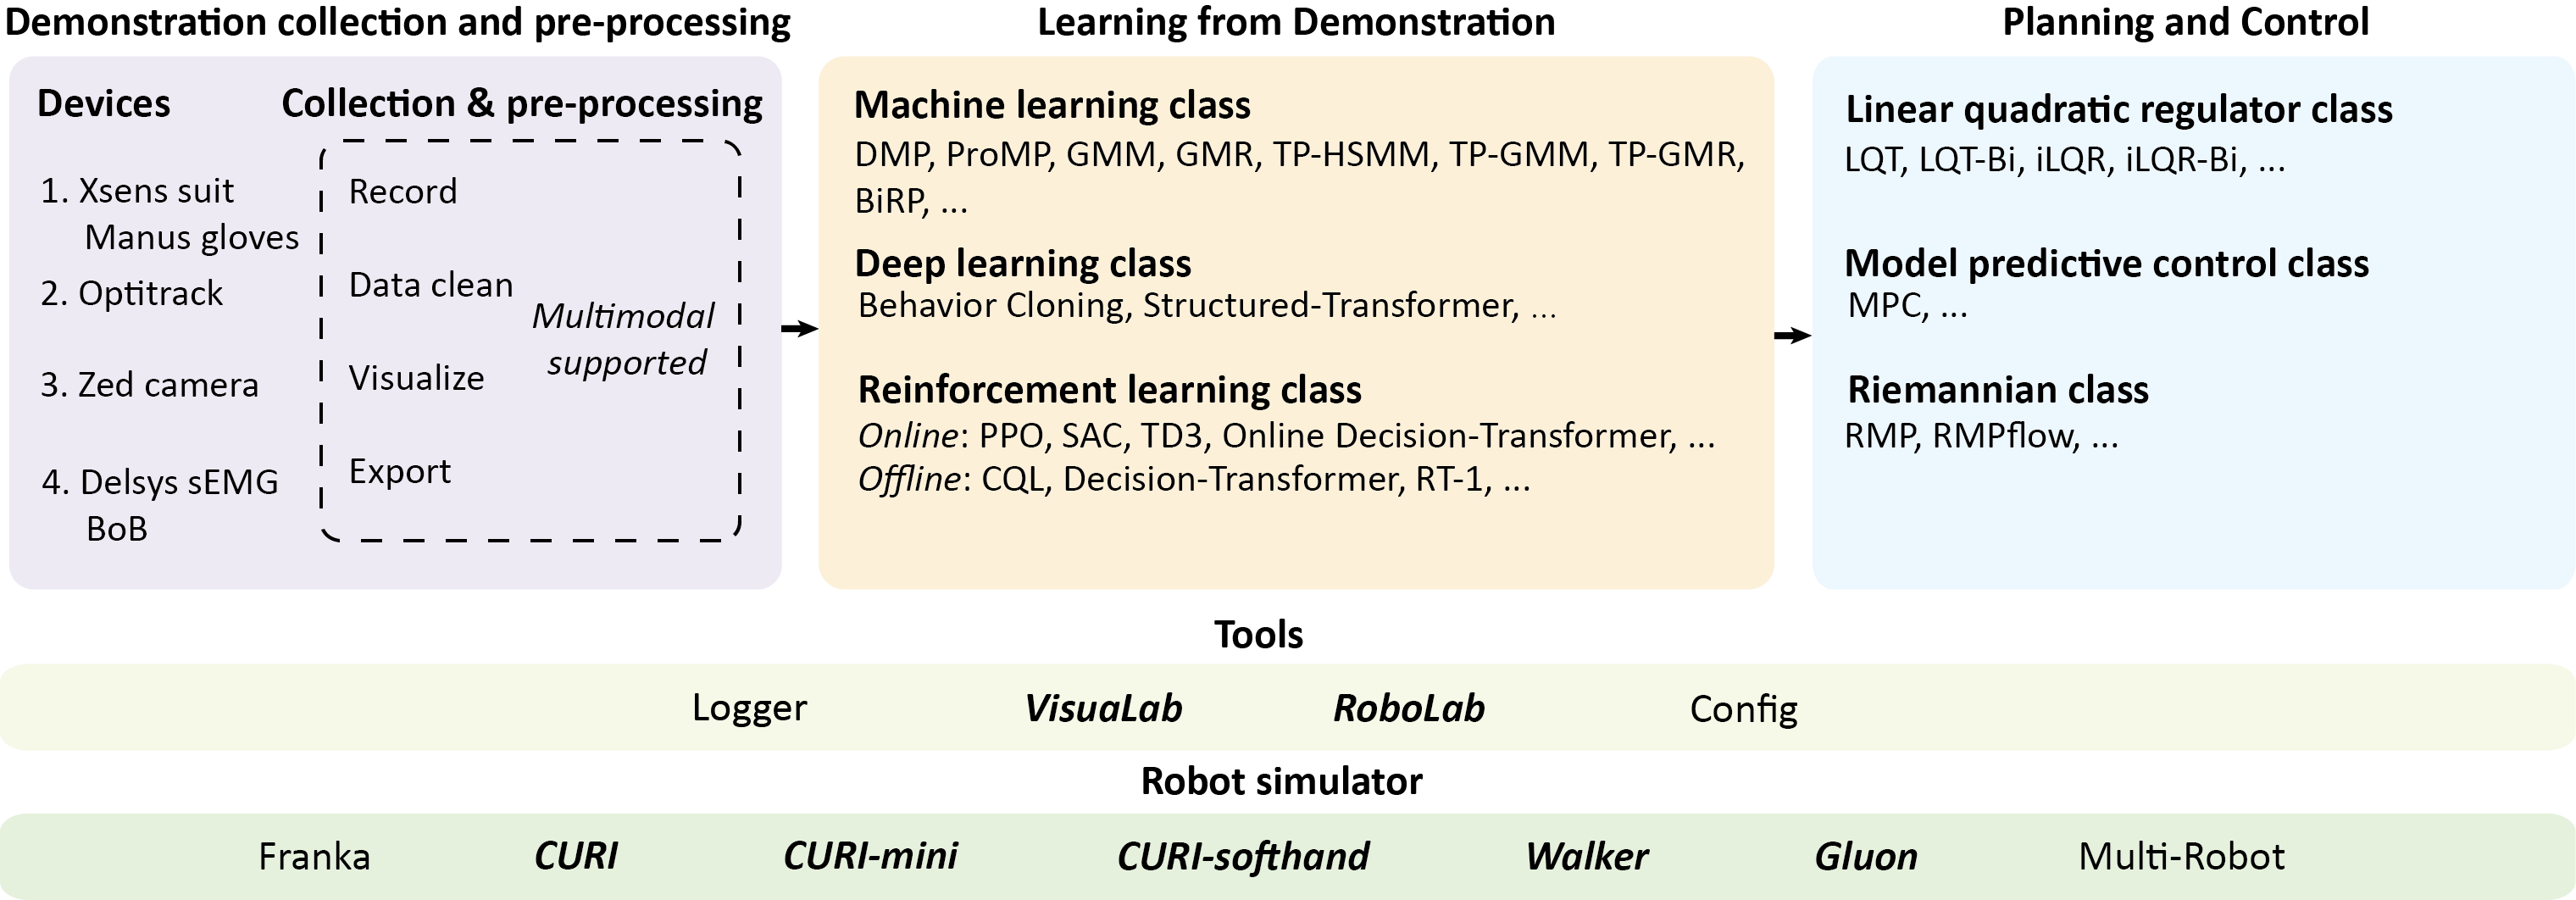 Demonstration collection and pre-processing
Devices
Collection & pre-processing
1. Xsens suit
Manus gloves
2. Optitrack
3. Zed camera
4. Delsys sEMG
BoB
Record
Data clean
Visualize
Export
Multimodal
supported
Learning from Demonstration
Machine learning class
DMP, ProMP, GMM, GMR, TP-HSMM, TP-GMM, TP-GMR,
BiRP, ...
Deep learning class
Behavior Cloning, Structured-Transformer, ...
Reinforcement learning class
Online: PPO, SAC, TD3, Online Decision-Transformer, ...
Offline: CQL, Decision-Transformer, RT-1, ...
Planning and Control
Linear quadratic regulator class
LQT, LQT-Bi, iLQR, iLQR-Bi, ...
Model predictive control class
MPC, ...
Riemannian class
RMP, RMPflow, ...
Tools
Logger VisuaLab RoboLab Config
Robot simulator
Franka CURI CURI-mini CURI-softhand Walker Gluon Multi-Robot